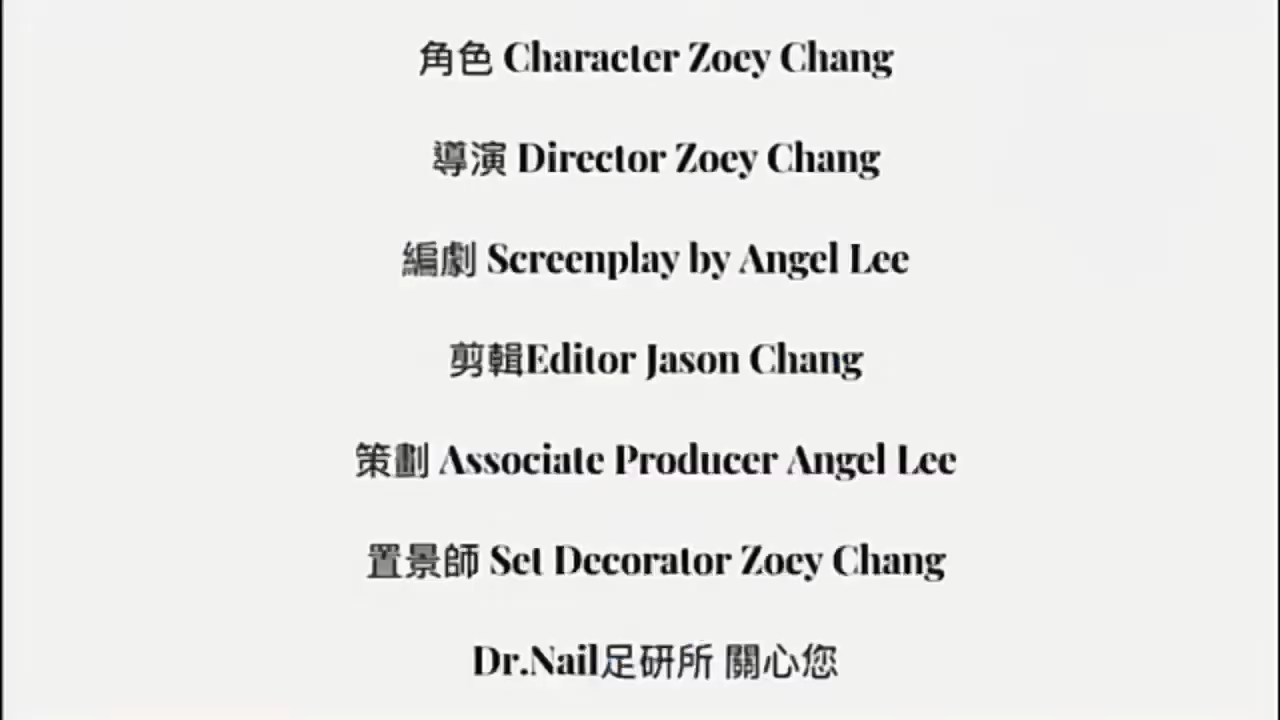 角色 Character Zoey Chang
導演 Director Zoey Chang
編劇 Screenplay by Angel Lee
剪輯Editor Jason Chang
策劃 Associate Producer Angel Lee
置景師 Set Decorator Zoey Chang
Dr.Nail足研所 關心您